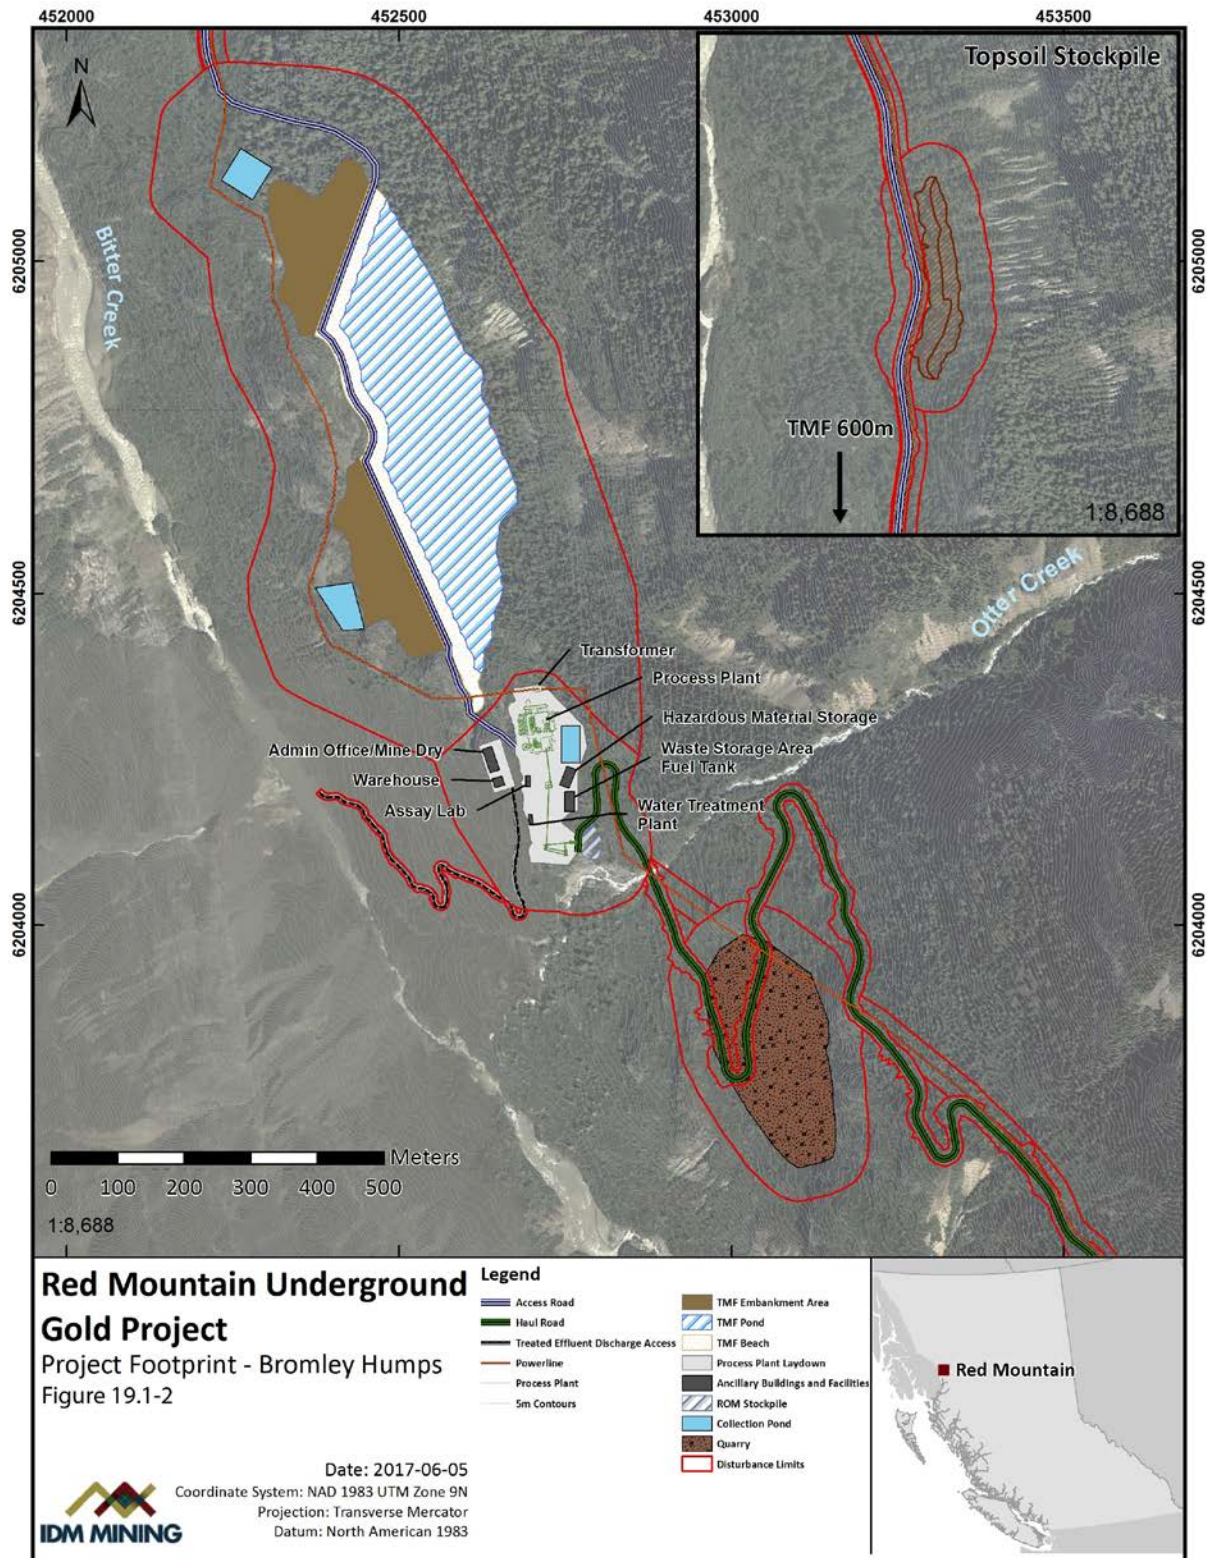 452000
452500
453000
453500
N
Topsoil Stockpile
6205000
6205000
Bitter Creek
TMF 600m
1:8,688
6204500
6204500
Otter Creek
Transformer
Process Plant
Hazardous Material Storage
Admin Office/Mine Dry
Waste Storage Area
Fuel Tank
Warehouse
Assay Lab
Water Treatment
Plant
6204000
6204000
Meters
0 100 200 300 400 500
1:8,688
Red Mountain Underground
Gold Project
Project Footprint - Bromley Humps
Figure 19.1-2
Date: 2017-06-05
Coordinate System: NAD 1983 UTM Zone 9N
Projection: Transverse Mercator
Datum: North American 1983
IDM MINING
Legend
Access Road
Haul Road
Treated Effluent Discharge Access
Powerline
Process Plant
5m Contours
TMF Embankment Area
TMF Pond
TMF Beach
Process Plant Laydown
Ancillary Buildings and Facilities
ROM Stockpile
Collection Pond
Quarry
Disturbance Limits
Red Mountain